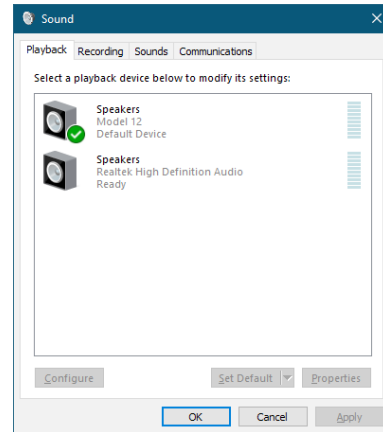 Sound
Playback Recording Sounds Communications
Select a playback device below to modify its settings:
Speakers
Model 12
Default Device
Speakers
Realtek High Definition Audio
Ready
Configure Set Default Properties
OK Cancel Apply